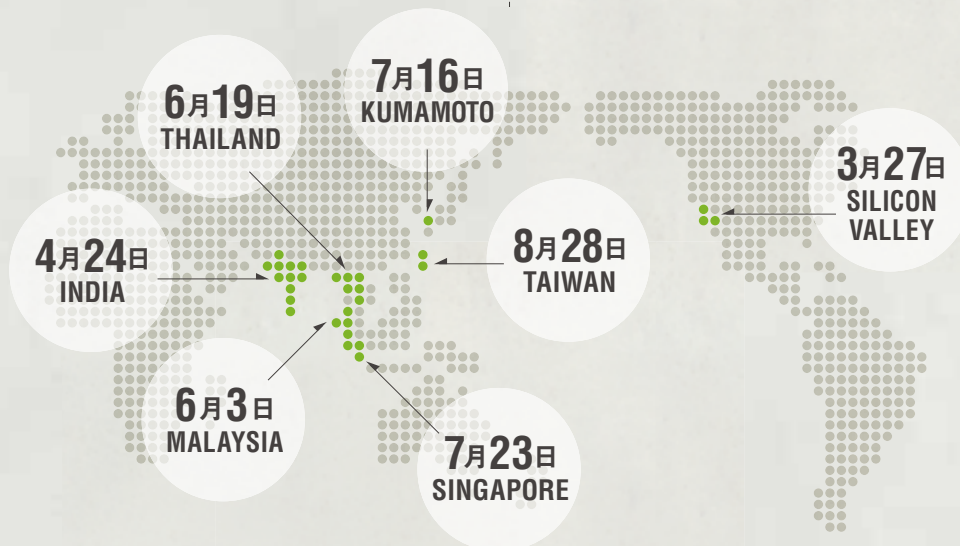 7月16日
KUMAMOTO
6月19日
THAILAND
3月27日
SILICON
VALLEY
4月24日
INDIA
8月28日
TAIWAN
6月3日
MALAYSIA
7月23日
SINGAPORE